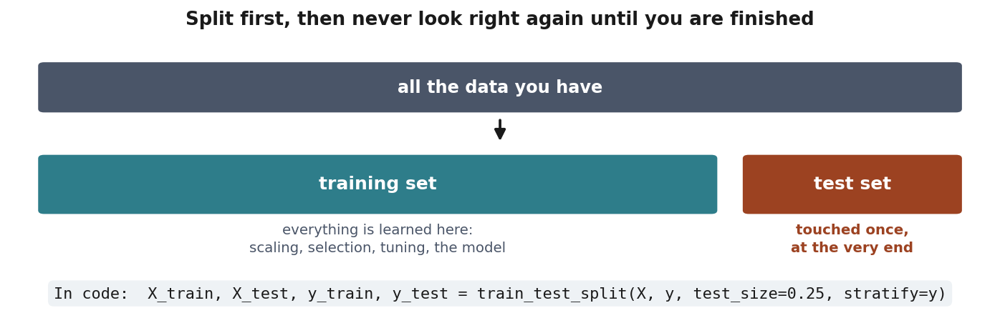 Split first, then never look right again until you are finished
all the data you have
training set
test set
everything is learned here:
scaling, selection, tuning, the model
touched once,
at the very end
In code:  X_train, X_test, y_train, y_test = train_test_split(X, y, test_size=0.25, stratify=y)